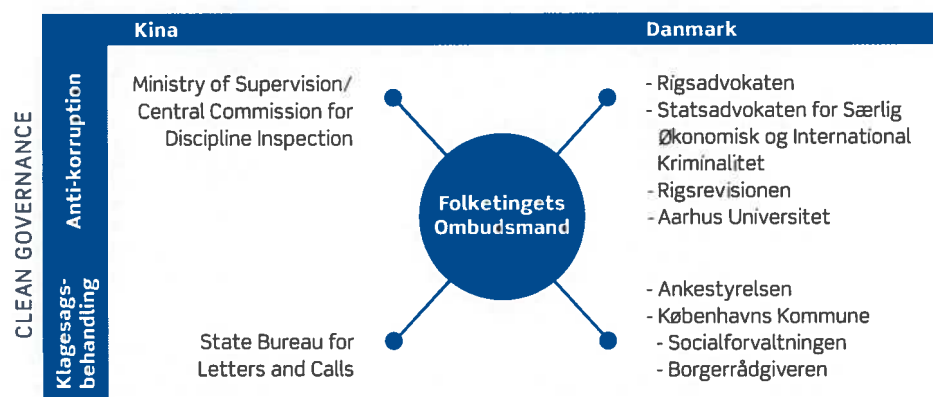 Kina
Danmark
CLEAN GOVERNANCE
Anti-korruption
Ministry of Supervision/
Central Commission for
Discipline Inspection
- Rigsadvokaten
- Statsadvokaten for Særlig
Økonomisk og International
Kriminalitet
- Rigsrevisionen
- Aarhus Universitet
Folketingets
Ombudsmand
Klagesags-
behandling
State Bureau for
Letters and Calls
- Ankestyrelsen
- Københavns Kommune
- Socialforvaltningen
- Borgerrådgiveren